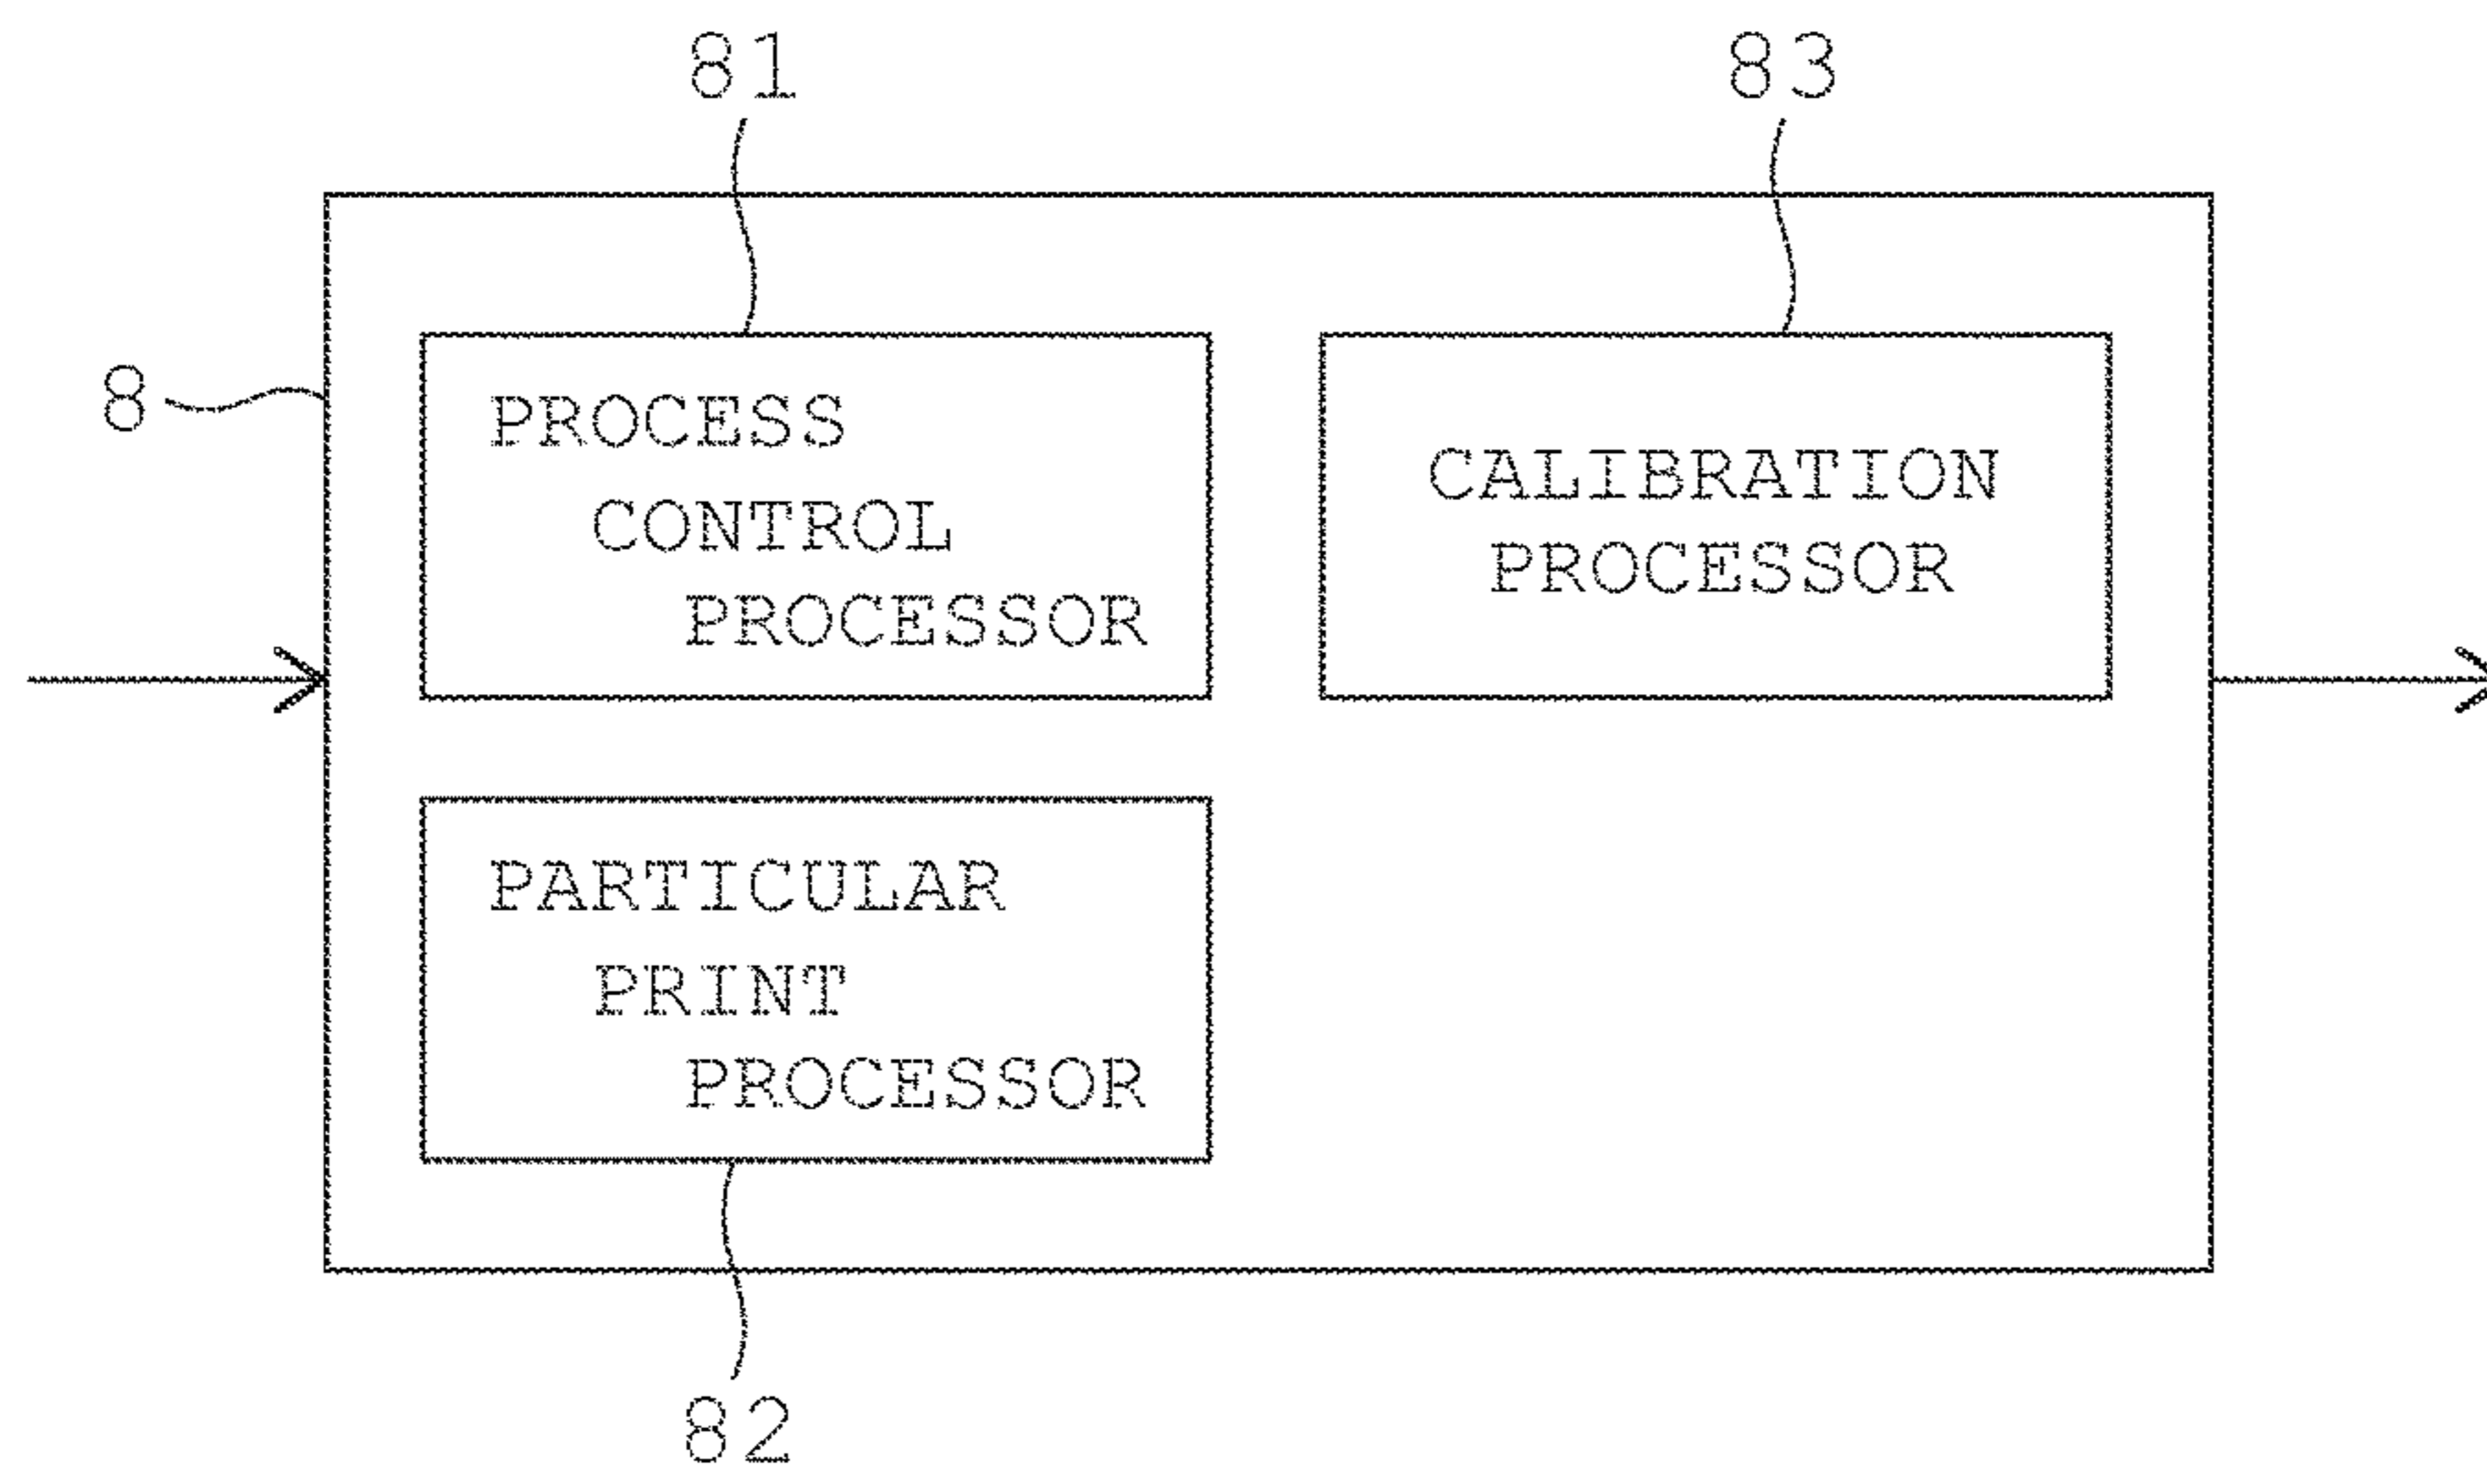 81
83
8
PROCESS
CONTROL
PROCESSOR
CALIBRATION
PROCESSOR
PARTICULAR
PRINT
PROCESSOR
82